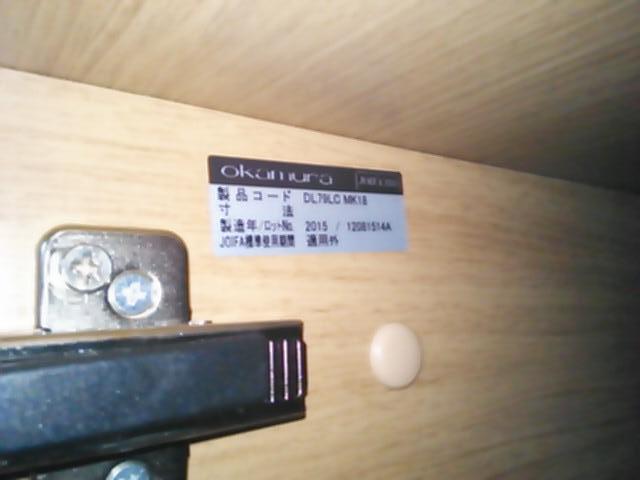 okamura
製品コード DL79LC MK18
寸法
製造年/ロットNo. 2015 / 12081514A
JOIFA標準使用期間 適用外